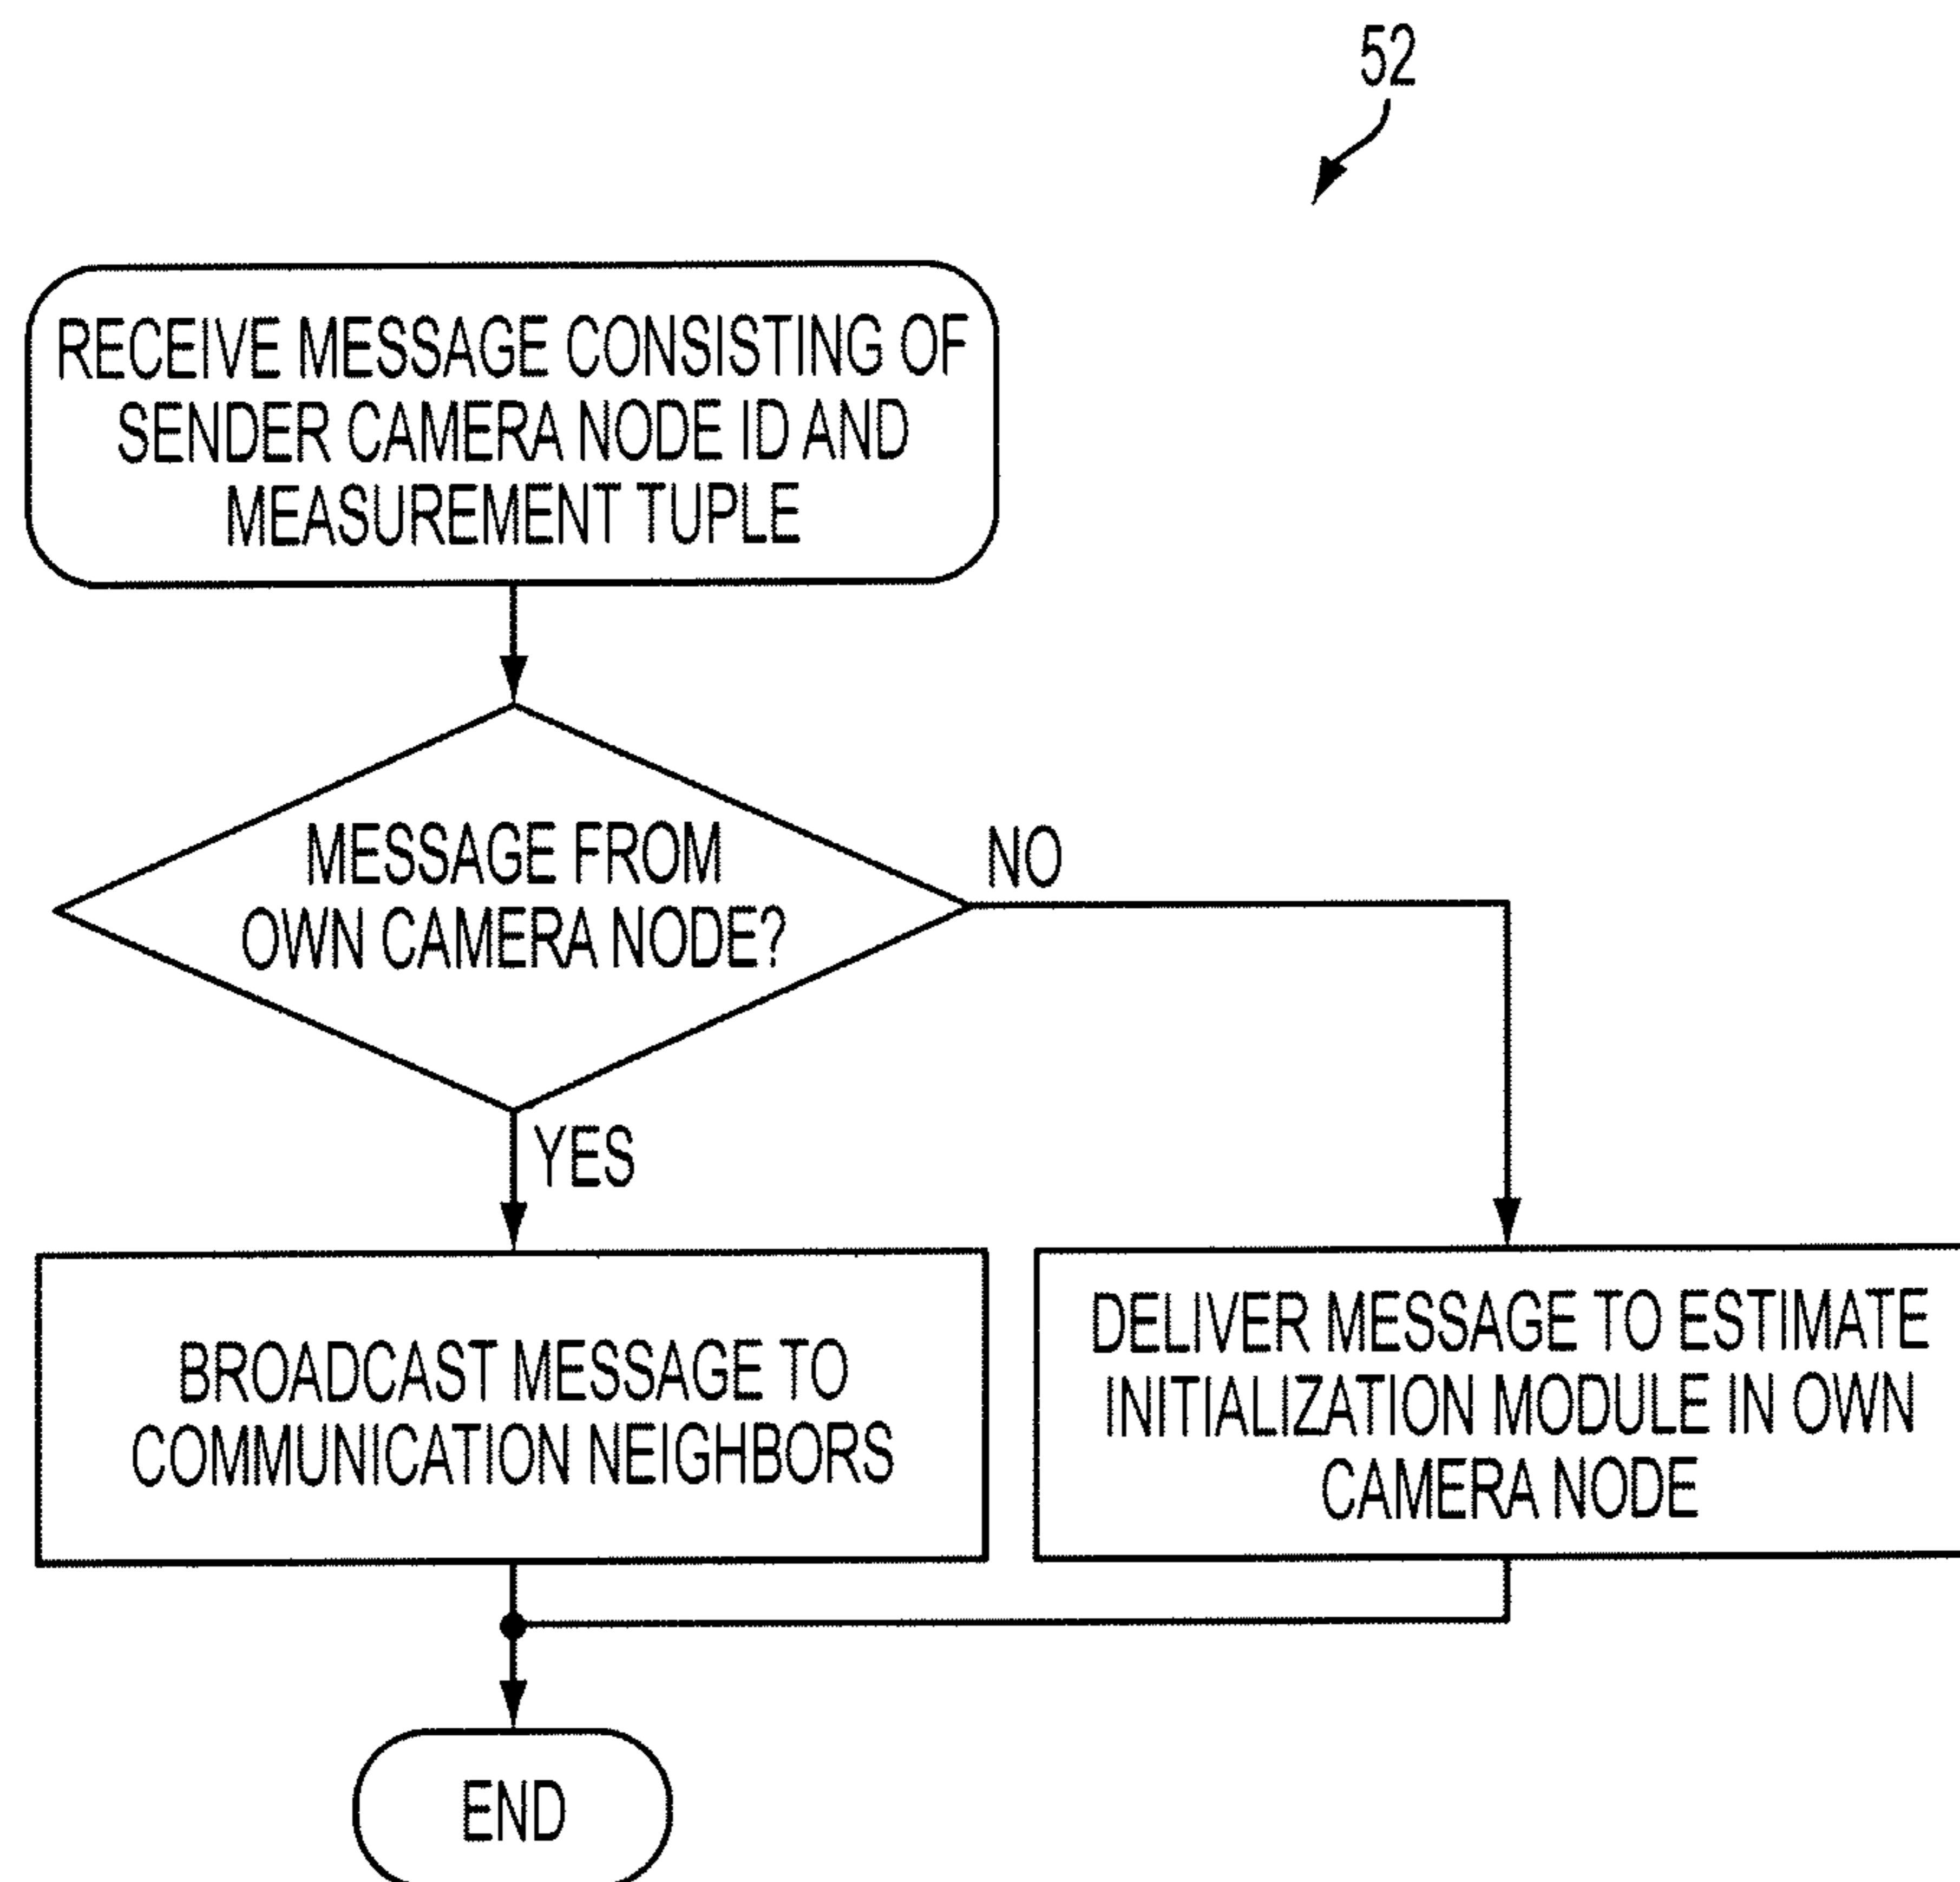 52
RECEIVE MESSAGE CONSISTING OF
SENDER CAMERA NODE ID AND
MEASUREMENT TUPLE
MESSAGE FROM
OWN CAMERA NODE?
NO
YES
BROADCAST MESSAGE TO
COMMUNICATION NEIGHBORS
DELIVER MESSAGE TO ESTIMATE
INITIALIZATION MODULE IN OWN
CAMERA NODE
END